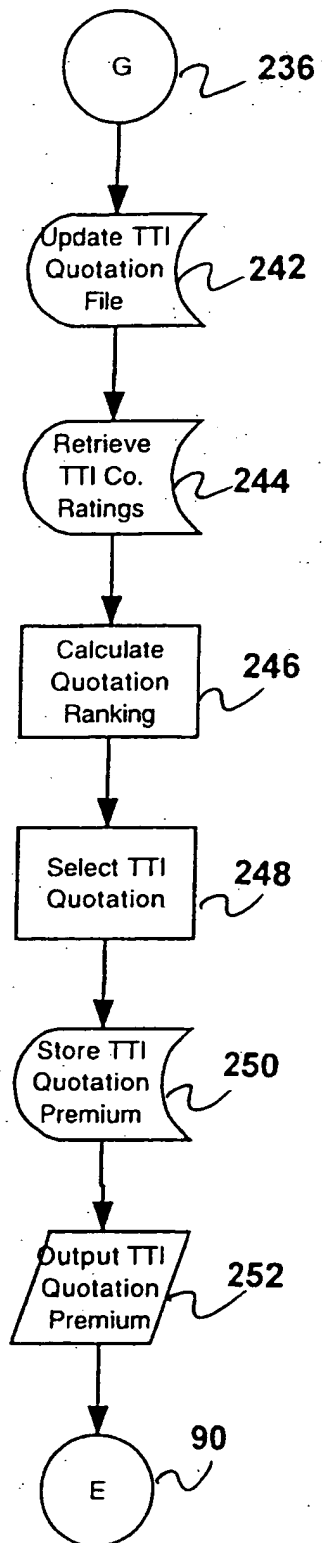 G
236
Update TTI
Quotation
File
242
Retrieve
TTI Co.
Ratings
244
Calculate
Quotation
Ranking
246
Select TTI
Quotation
248
Store TTI
Quotation
Premium
250
Output TTI
Quotation
Premium
252
E
90